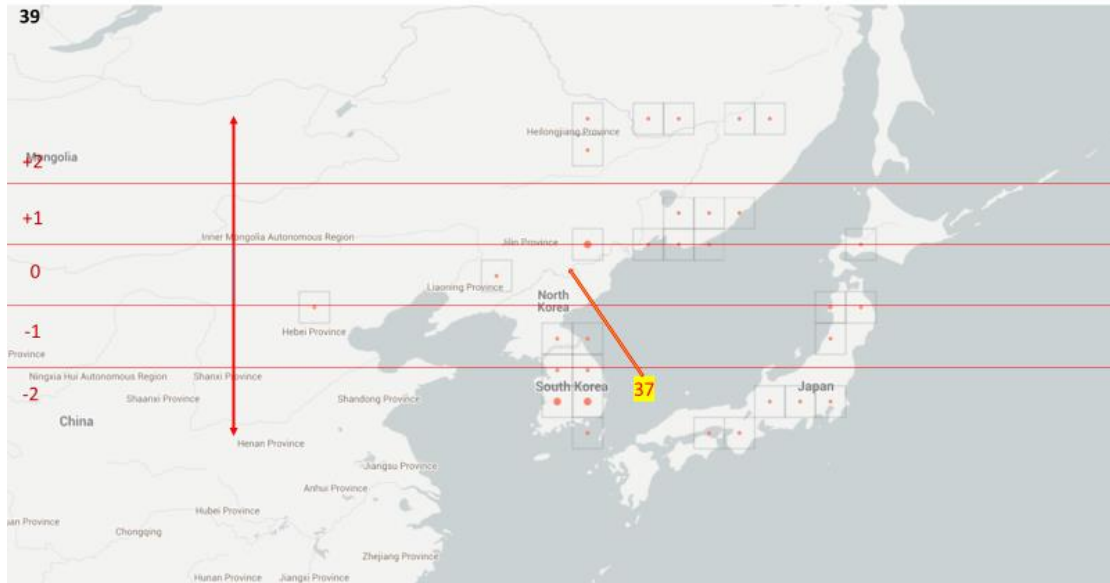 39
Heilongjiang Province
Mongolia
+2
+1
Inner Mongolia Autonomous Region
Jilin Province
0
Liaoning Province
North
Korea
-1
Hebei Province
Province
Ningxia Hui Autonomous Region
Shanxi Province
-2
South Korea
37
Japan
Shaanxi Province
Shandong Province
China
Henan Province
Jiangsu Province
Anhui Province
Hubei Province
an Province
Chongqing
Zhejiang Province
Hunan Province
Jiangxi Province